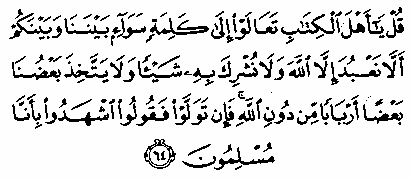 قُلْ يَٰٓأَهْلَ ٱلْكِتَٰبِ تَعَالَوْا۟ إِلَىٰ كَلِمَةٍ سَوَآءٍۭ بَيْنَنَا وَبَيْنَكُمْ
أَلَّا نَعْبُدَ إِلَّا ٱللَّهَ وَلَا نُشْرِكَ بِهِۦ شَيْـًٔا وَلَا يَتَّخِذَ بَعْضُنَا
بَعْضًا أَرْبَابًا مِّن دُونِ ٱللَّهِ ۚ فَإِن تَوَلَّوْا۟ فَقُولُوا۟ ٱشْهَدُوا۟ بِأَنَّا
مُسْلِمُونَ ٦٤